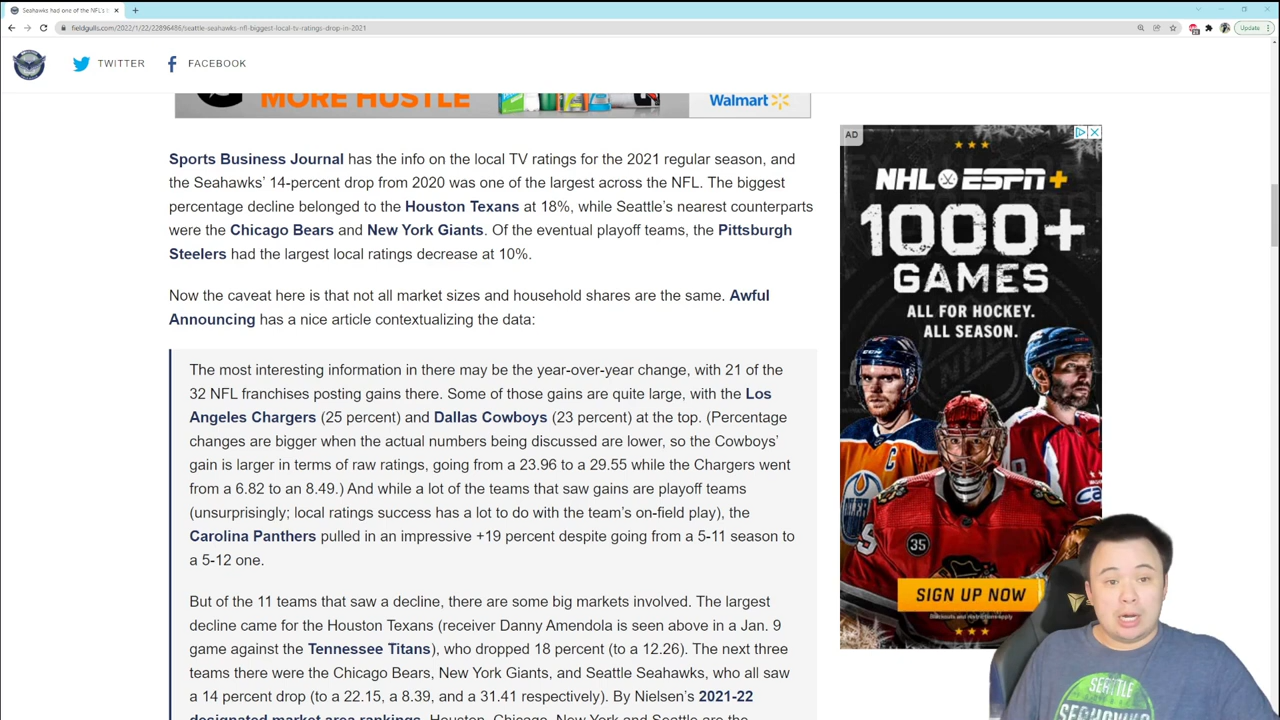 Seahawks had one of the NFL's
fieldgulls.com/2022/1/22/22896486/seattle-seahawks-nfl-biggest-local-tv-ratings-drop-in-2021
Update
TWITTER
FACEBOOK
MORE HUSTLE
Walmart
Sports Business Journal has the info on the local TV ratings for the 2021 regular season, and
the Seahawks' 14-percent drop from 2020 was one of the largest across the NFL. The biggest
percentage decline belonged to the Houston Texans at 18%, while Seattle's nearest counterparts
were the Chicago Bears and New York Giants. Of the eventual playoff teams, the Pittsburgh
Steelers had the largest local ratings decrease at 10%.
Now the caveat here is that not all market sizes and household shares are the same. Awful
Announcing has a nice article contextualizing the data:
The most interesting information in there may be the year-over-year change, with 21 of the
32 NFL franchises posting gains there. Some of those gains are quite large, with the Los
Angeles Chargers (25 percent) and Dallas Cowboys (23 percent) at the top. (Percentage
changes are bigger when the actual numbers being discussed are lower, so the Cowboys'
gain is larger in terms of raw ratings, going from a 23.96 to a 29.55 while the Chargers went
from a 6.82 to an 8.49.) And while a lot of the teams that saw gains are playoff teams
(unsurprisingly; local ratings success has a lot to do with the team's on-field play), the
Carolina Panthers pulled in an impressive +19 percent despite going from a 5-11 season to
a 5-12 one.
But of the 11 teams that saw a decline, there are some big markets involved. The largest
decline is for the Houston Texans (receiver Danny Amendola is seen above in a Jan. 9
game against the Tennessee Titans), who dropped 18 percent (to a 12.26). The next three
teams there were the Chicago Bears, New York Giants, and Seattle Seahawks, who all saw
a 14 percent drop (to a 22.15, a 8.39, and a 31.41 respectively). By Nielsen's 2021-22
designated market area rankings, Houston, Chicago, New York and Seattle are the
AD
NHL ESPN+
1000+
GAMES
ALL FOR HOCKEY.
ALL SEASON.
C
35
SIGN UP NOW
SEATTLE
SEAHAWKS